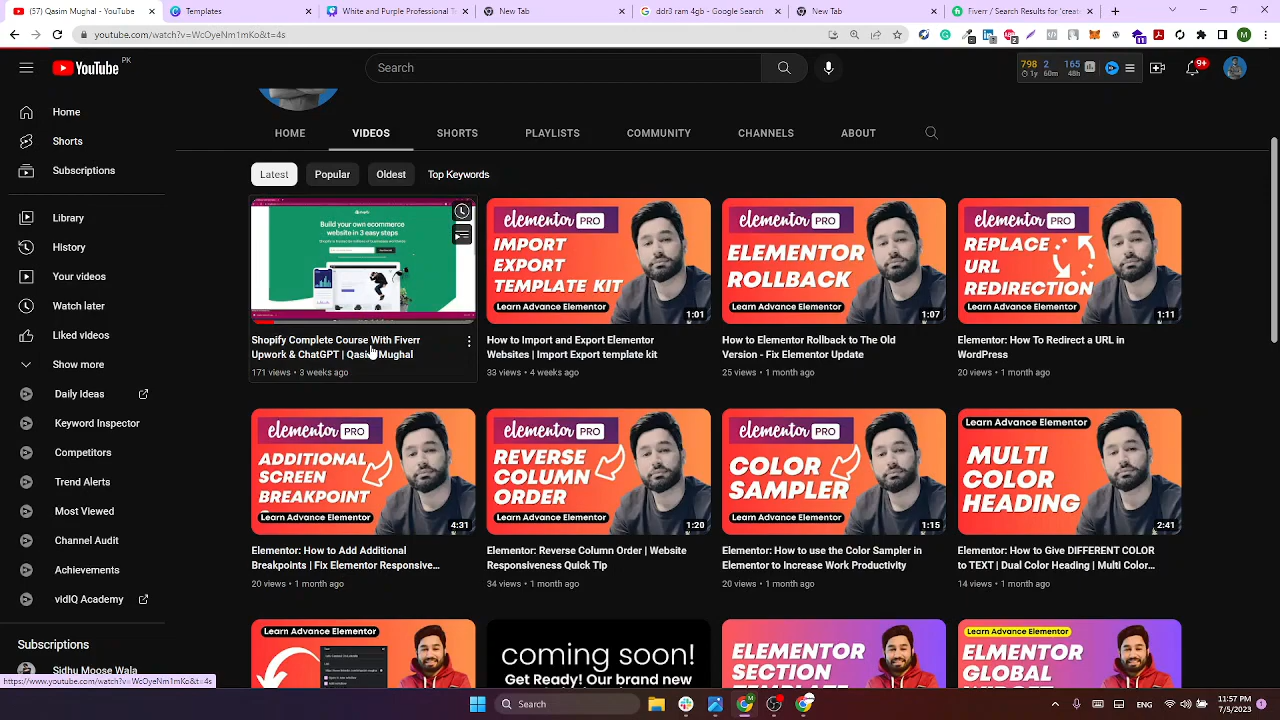 (57) Qasim Mughal - YouTube
Templates
White and Purple Professional T
New Tab
ddr3 ram 4gb - Google Search
New Tab
Fiverr / Search Results for 'create
youtube.com/watch?v=WcOyeNm1mKo&t=4s
YouTube PK
Search
798 2 165
1y 60m 48h
9+
Home
Shorts
Subscriptions
Library
History
Your videos
Watch later
Liked videos
Show more
Daily Ideas
Keyword Inspector
Competitors
Trend Alerts
Most Viewed
Channel Audit
Achievements
vidIQ Academy
Subscriptions
Sidhu Moose Wala
https://www.youtube.com/watch?v=WcOyeNm1mKo&t=4s
HOME
VIDEOS
SHORTS
PLAYLISTS
COMMUNITY
CHANNELS
ABOUT
Latest
Popular
Oldest
Top Keywords
shopify
Build your own ecommerce
website in 3 easy steps
Shopify Complete Course With Fiverr
Upwork & ChatGPT | Qasim Mughal
171 views • 3 weeks ago
elementor PRO
IMPORT
EXPORT
TEMPLATE KIT
Learn Advance Elementor
1:01
How to Import and Export Elementor
Websites | Import Export template kit
33 views • 4 weeks ago
elementor PRO
ELEMENTOR
ROLLBACK
Learn Advance Elementor
1:07
How to Elementor Rollback to The Old
Version - Fix Elementor Update
25 views • 1 month ago
elementor PRO
REPLACE
URL
REDIRECTION
Learn Advance Elementor
1:11
Elementor: How To Redirect a URL in
WordPress
20 views • 1 month ago
elementor PRO
ADDITIONAL
SCREEN
BREAKPOINT
Learn Advance Elementor
4:31
Elementor: How to Add Additional
Breakpoints | Fix Elementor Responsive...
20 views • 1 month ago
elementor PRO
REVERSE
COLUMN
ORDER
Learn Advance Elementor
1:20
Elementor: Reverse Column Order | Website
Responsiveness Quick Tip
34 views • 1 month ago
elementor PRO
COLOR
SAMPLER
Learn Advance Elementor
1:15
Elementor: How to use the Color Sampler in
Elementor to Increase Work Productivity
20 views • 1 month ago
Learn Advance Elementor
MULTI
COLOR
HEADING
2:41
Elementor: How to Give DIFFERENT COLOR
to TEXT | Dual Color Heading | Multi Color...
14 views • 1 month ago
Learn Advance Elementor
coming soon!
Get Ready! Our brand new
ELEMENTOR
SECTION
Learn Advance Elementor
ELMENTOR
GLOBAL
Search
11:57 PM
7/5/2023
1